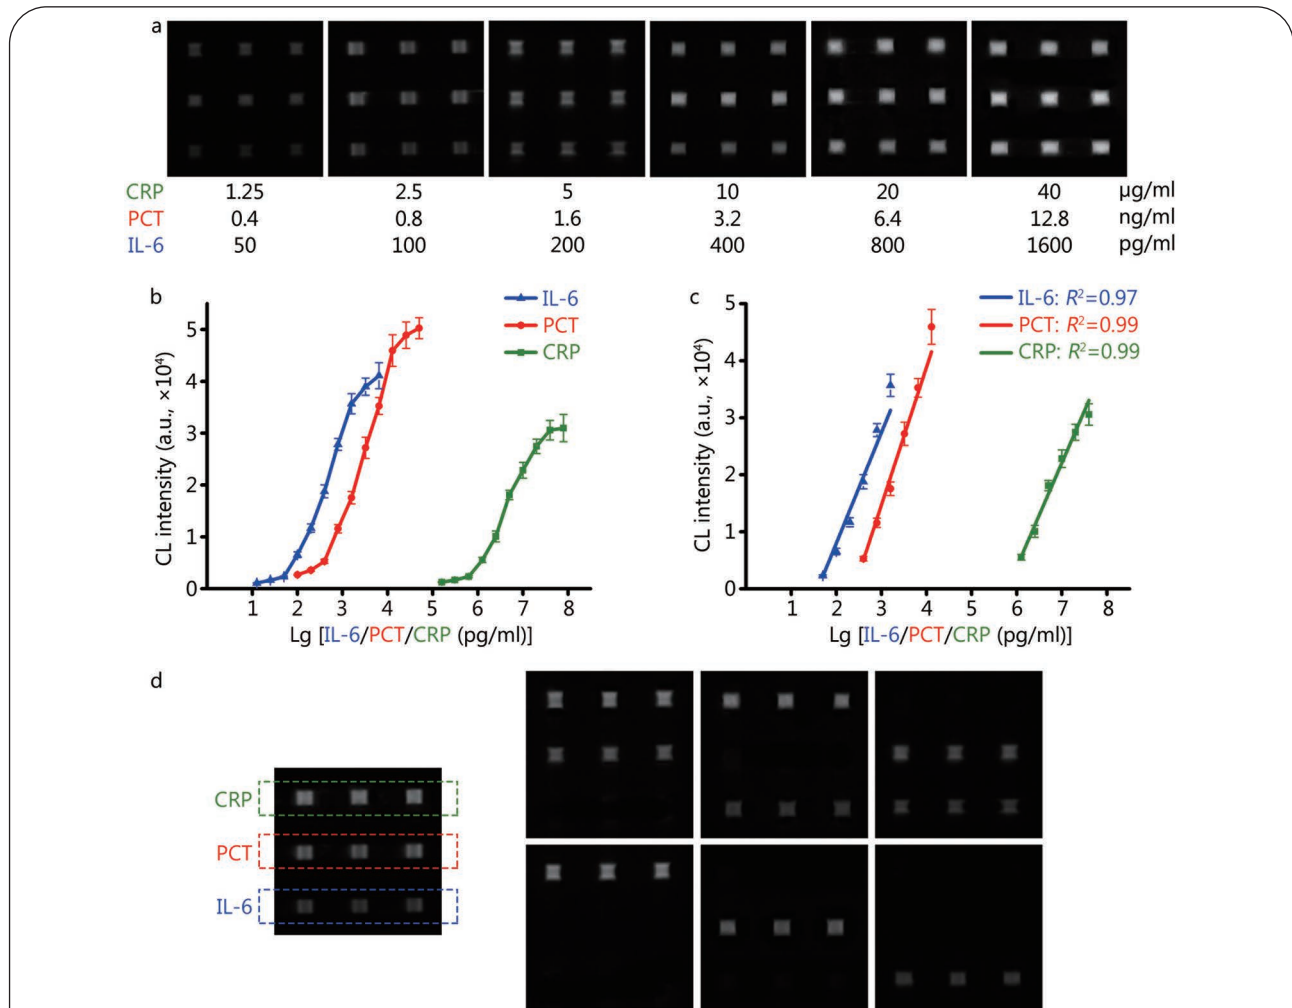 a
CRP 1.25 2.5 5 10 20 40 μg/ml
PCT 0.4 0.8 1.6 3.2 6.4 12.8 ng/ml
IL-6 50 100 200 400 800 1600 pg/ml
b
IL-6
PCT
CRP
CL intensity (a.u., ×10⁴)
5
4
3
2
1
0
1 2 3 4 5 6 7 8
Lg [IL-6/PCT/CRP (pg/ml)]
c
IL-6: R²=0.97
PCT: R²=0.99
CRP: R²=0.99
CL intensity (a.u., ×10⁴)
5
4
3
2
1
0
1 2 3 4 5 6 7 8
Lg [IL-6/PCT/CRP (pg/ml)]
d
CRP
PCT
IL-6